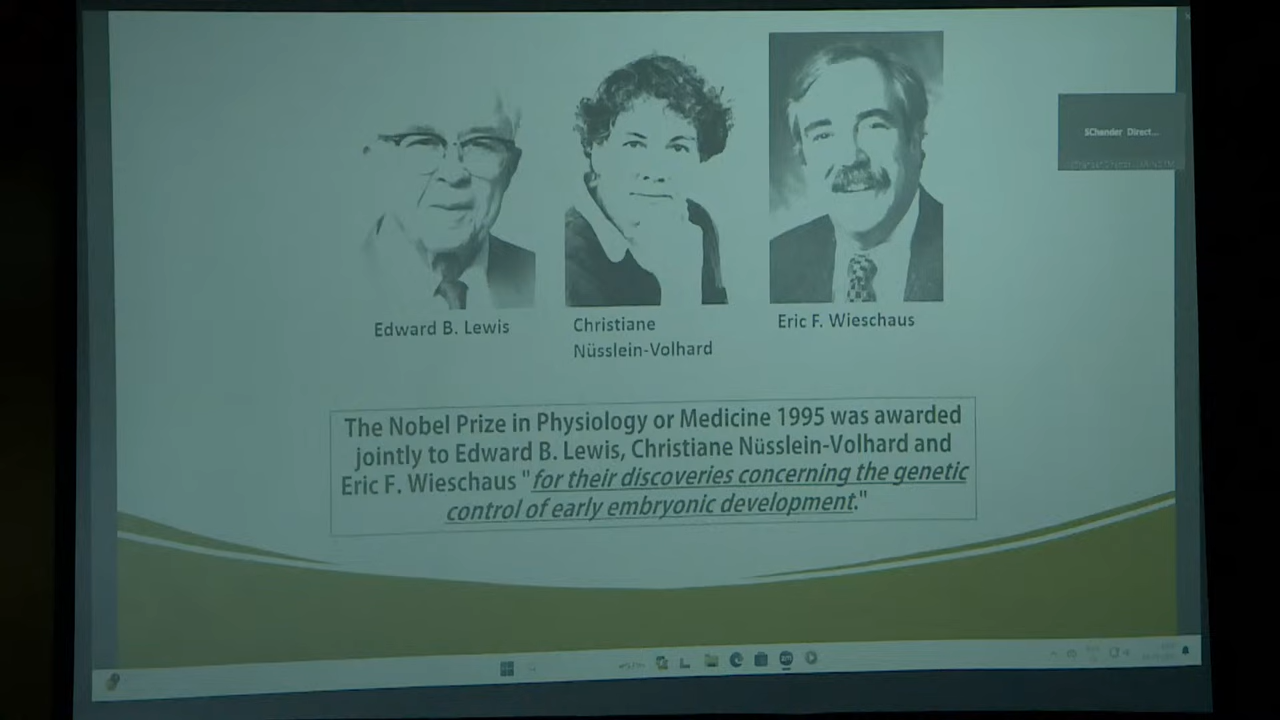 SChander Direct...
Edward B. Lewis
Christiane
Nüsslein-Volhard
Eric F. Wieschaus
The Nobel Prize in Physiology or Medicine 1995 was awarded
jointly to Edward B. Lewis, Christiane Nüsslein-Volhard and
Eric F. Wieschaus "for their discoveries concerning the genetic
control of early embryonic development."